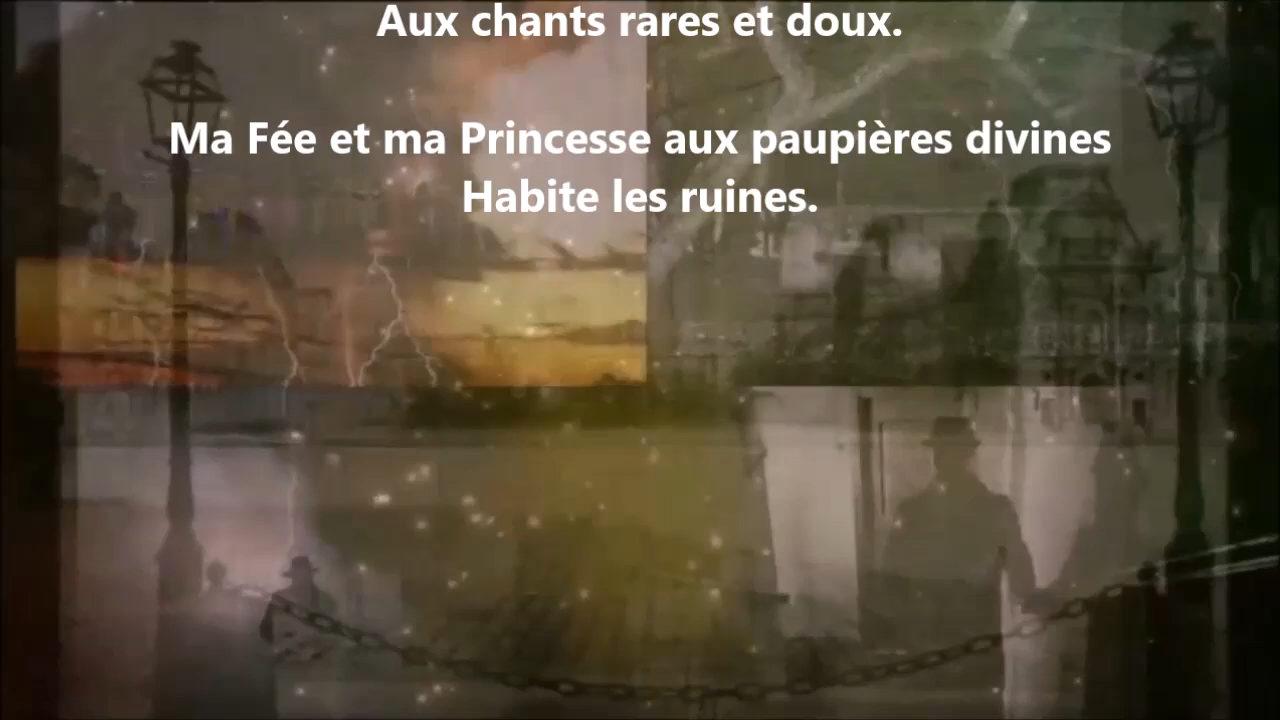 Aux chants rares et doux.
Ma Fée et ma Princesse aux paupières divines
Habite les ruines.